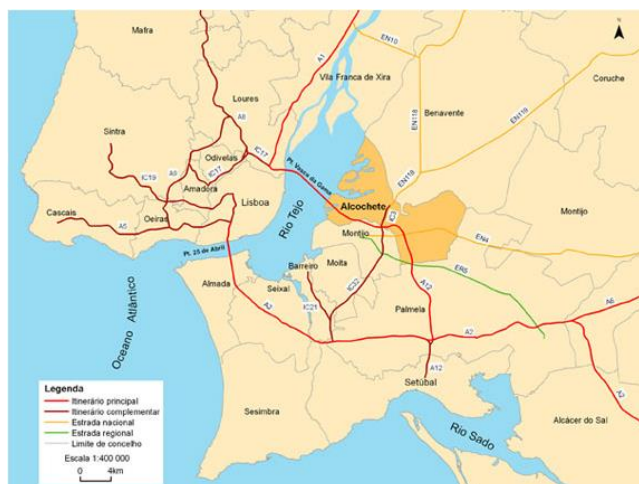 Mafra
A1
EN10
Vila Franca de Xira
Coruche
Loures
Benavente
EN118
EN119
Sintra
A8
IC17
Odivelas
IC19
A9
IC17
Amadora
Pt. Vasco da Gama
EN118
Lisboa
Alcochete
IC3
Montijo
Cascais
A5
Oeiras
Rio Tejo
Montijo
EN4
Pt. 25 de Abril
Barreiro
Moita
ER5
Almada
Seixal
IC32
A12
Oceano Atlântico
A2
IC21
Palmela
A6
A2
A12
Setúbal
A2
Sesimbra
Alcácer do Sal
Rio Sado
Legenda
Itinerário principal
Itinerário complementar
Estrada nacional
Estrada regional
Limite de concelho
Escala 1:400 000
0 4km
N